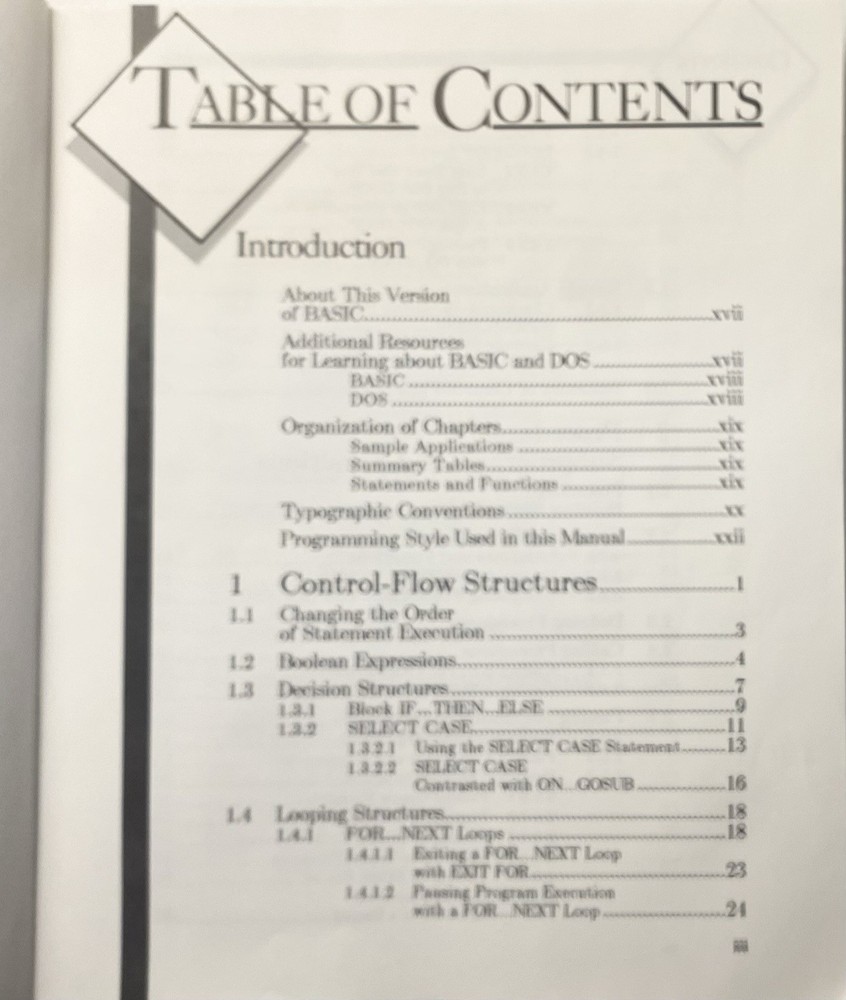 TABLE OF CONTENTS
Introduction
About This Version
of BASIC....................xvii
Additional Resources
for Learning about BASIC and DOS....................xvii
BASIC....................xviii
DOS....................xviii
Organization of Chapters....................xix
Sample Applications....................xix
Summary Tables....................xix
Statements and Functions....................xix
Typographic Conventions....................xx
Programming Style Used in this Manual....................xxii
1 Control-Flow Structures....................1
1.1 Changing the Order
of Statement Execution....................3
1.2 Boolean Expressions....................4
1.3 Decision Structures....................7
1.3.1 Block IF...THEN...ELSE....................9
1.3.2 SELECT CASE....................11
1.3.2.1 Using the SELECT CASE Statement..........13
1.3.2.2 SELECT CASE
Contrasted with ON...GOSUB....................16
1.4 Looping Structures....................18
1.4.1 FOR...NEXT Loops....................18
1.4.1.1 Exiting a FOR...NEXT Loop
with EXIT FOR....................23
1.4.1.2 Pausing Program Execution
with a FOR...NEXT Loop....................24
iii